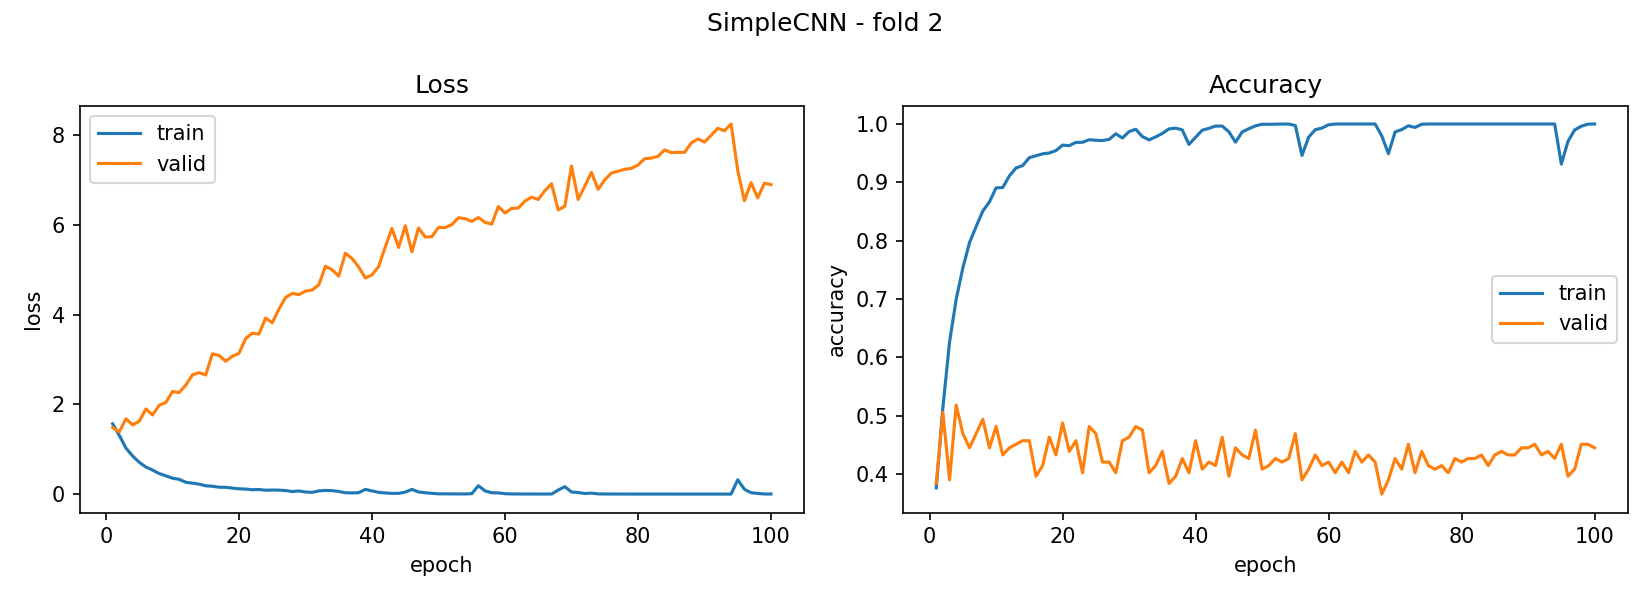 SimpleCNN - fold 2
Loss
train
valid
8
6
4
2
0
loss
0 20 40 60 80 100
epoch
Accuracy
1.0
0.9
0.8
0.7
0.6
0.5
0.4
accuracy
train
valid
0 20 40 60 80 100
epoch